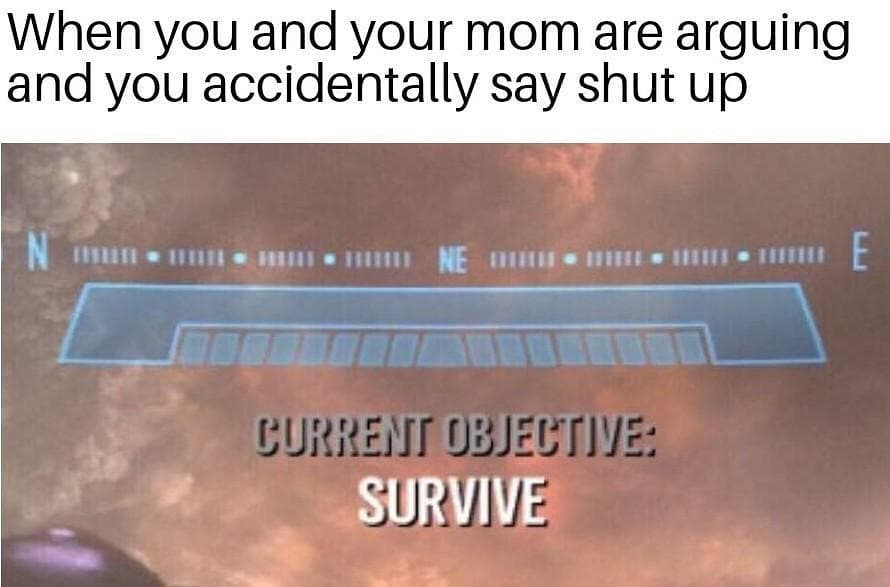 When you and your mom are arguing
and you accidentally say shut up
N NE E
CURRENT OBJECTIVE:
SURVIVE